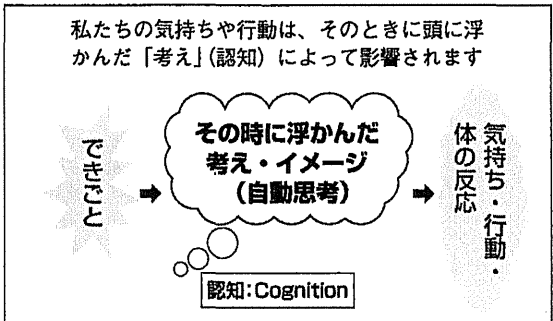 私たちの気持ちや行動は、そのときに頭に浮
かんだ「考え」（認知）によって影響されます
できごと
その時に浮かんだ
考え・イメージ
（自動思考）
気持ち・行動・
体の反応
認知：Cognition